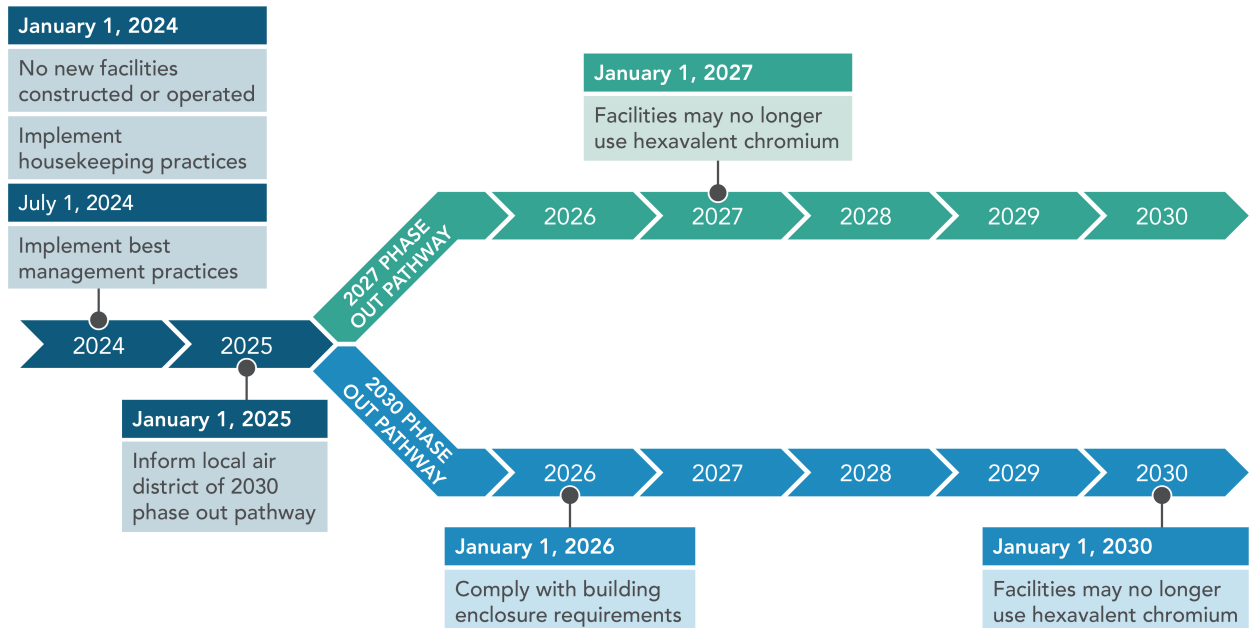 January 1, 2024
No new facilities
constructed or operated
Implement
housekeeping practices
July 1, 2024
Implement best
management practices
2024
2025
January 1, 2025
Inform local air
district of 2030
phase out pathway
2027 PHASE
OUT PATHWAY
January 1, 2027
Facilities may no longer
use hexavalent chromium
2026
2027
2028
2029
2030
2030 PHASE
OUT PATHWAY
2026
2027
2028
2029
2030
January 1, 2026
Comply with building
enclosure requirements
January 1, 2030
Facilities may no longer
use hexavalent chromium